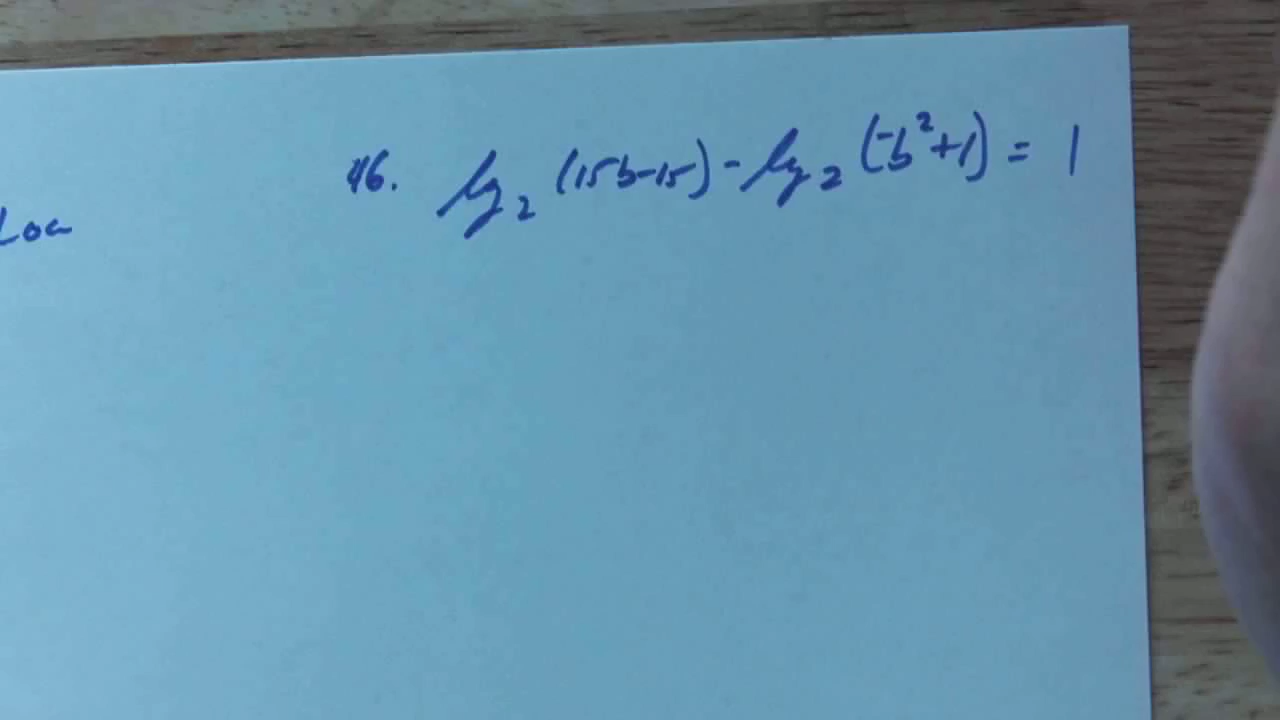 46. log₂ (15b-15) - log₂ (-b²+1) = 1